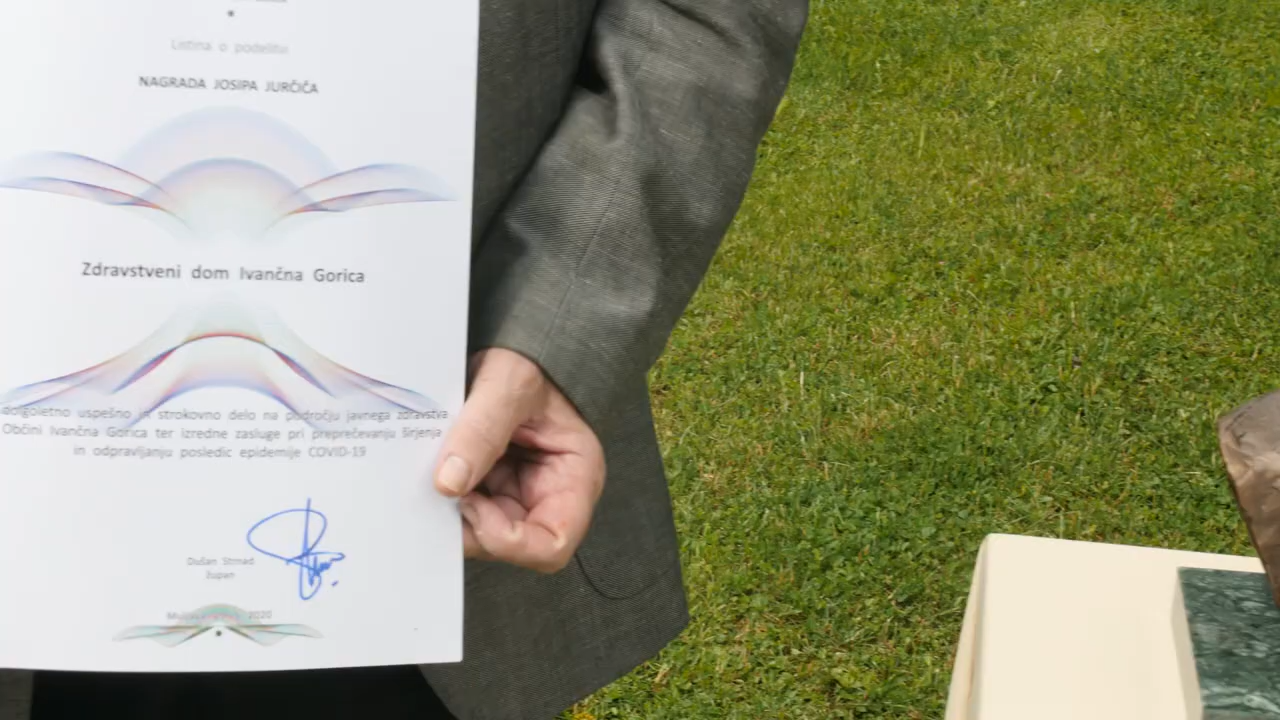 Listina o podelitvi
NAGRADA JOSIPA JURČIČA
Zdravstveni dom Ivančna Gorica
dolgoletno uspešno in strokovno delo na področju javnega zdravstva
Občini Ivančna Gorica ter izredne zasluge pri preprečevanju širjenja
in odpravljanju posledic epidemije COVID-19
Dušan Strnad
župan
2020